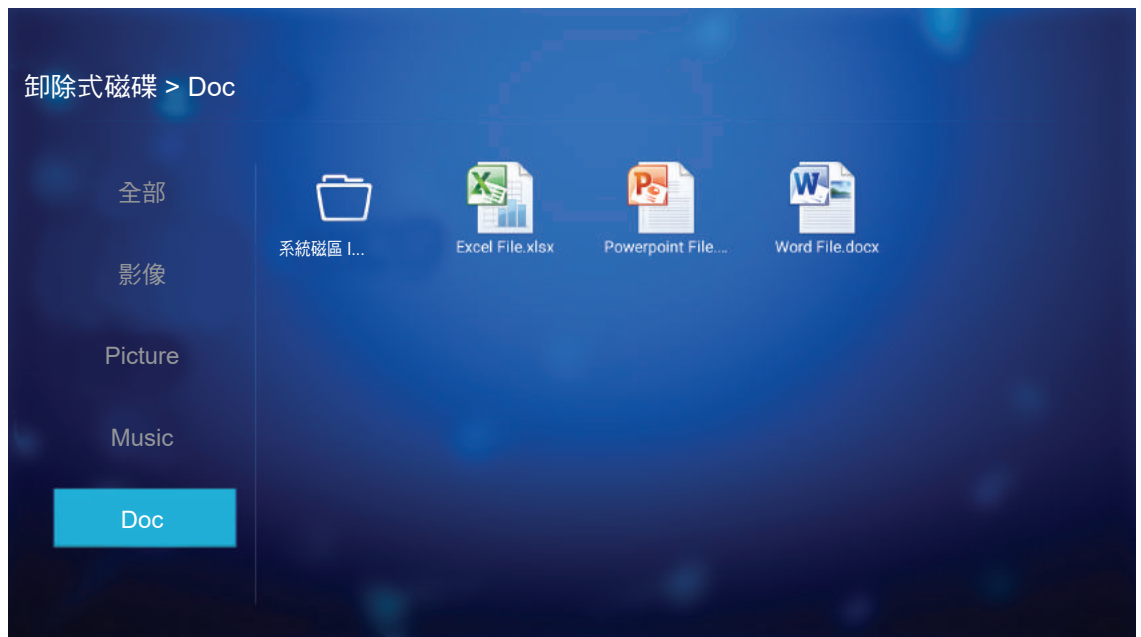 卸除式磁碟 > Doc
全部
影像
Picture
Music
Doc
系統磁區 I...
Excel File.xlsx
Powerpoint File....
Word File.docx